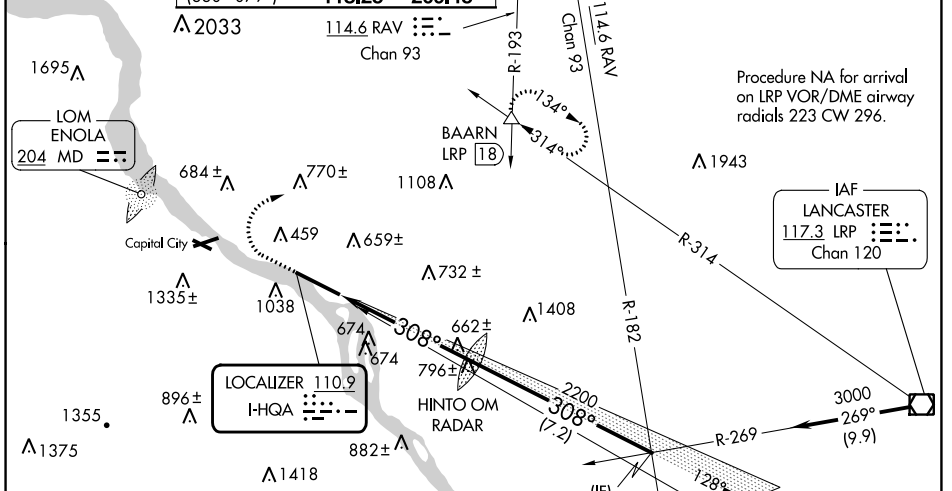 2033
114.6 RAV
Chan 93
R-193
114.6 RAV
Chan 93
1695
Procedure NA for arrival
on LRP VOR/DME airway
radials 223 CW 296.
LOM
ENOLA
204 MD
134°
314°
BAARN
LRP 18
1943
684±
770±
1108
IAF
LANCASTER
117.3 LRP
Chan 120
Capital City
459
659±
R-314
732 ±
1335±
1038
1408
R-182
674
674
308°
662±
796±
LOCALIZER 110.9
I-HQA
HINTO OM
RADAR
2200
308°
(7.2)
3000
269°
(9.9)
R-269
896±
1355
1375
882±
1418
128°
(IF)